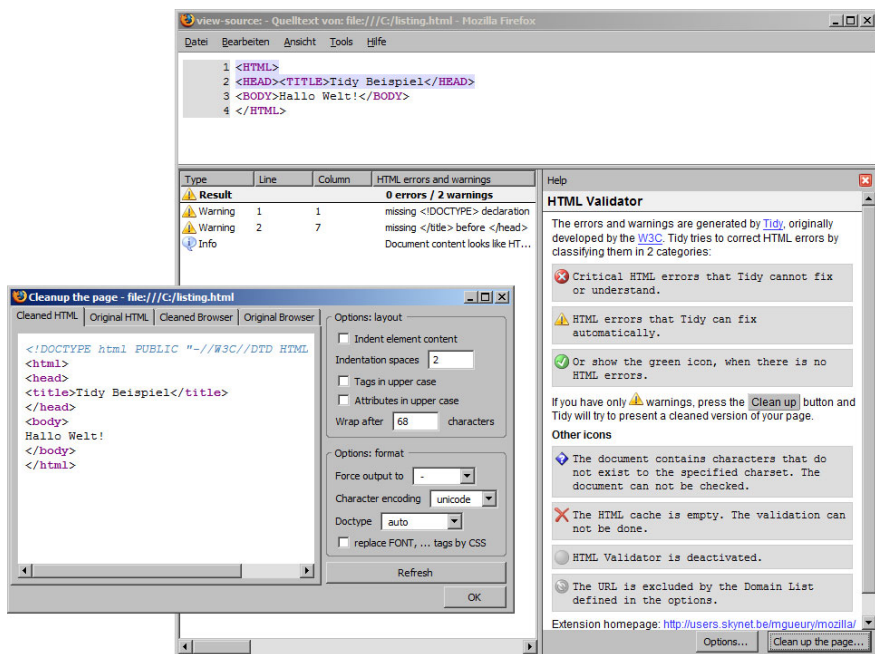 view-source: - Quelltext von: file:///C:/listing.html - Mozilla Firefox
Datei Bearbeiten Ansicht Tools Hilfe
1 <HTML>
2 <HEAD><TITLE>Tidy Beispiel</HEAD>
3 <BODY>Hallo Welt!</BODY>
4 </HTML>
Type Line Column HTML errors and warnings
Result 0 errors / 2 warnings
Warning 1 1 missing <!DOCTYPE> declaration
Warning 2 7 missing </title> before </head>
Info Document content looks like HT...
Help
HTML Validator
The errors and warnings are generated by Tidy, originally
developed by the W3C. Tidy tries to correct HTML errors by
classifying them in 2 categories:
Critical HTML errors that Tidy cannot fix
or understand.
HTML errors that Tidy can fix
automatically.
Or show the green icon, when there is no
HTML errors.
If you have only warnings, press the Clean up button and
Tidy will try to present a cleaned version of your page.
Other icons
The document contains characters that do
not exist to the specified charset. The
document can not be checked.
The HTML cache is empty. The validation can
not be done.
HTML Validator is deactivated.
The URL is excluded by the Domain List
defined in the options.
Extension homepage: http://users.skynet.be/mgueury/mozilla/
Options... Clean up the page...
Cleanup the page - file:///C:/listing.html
Cleaned HTML Original HTML Cleaned Browser Original Browser
<!DOCTYPE html PUBLIC "-//W3C//DTD HTML
<html>
<head>
<title>Tidy Beispiel</title>
</head>
<body>
Hallo Welt!
</body>
</html>
Options: layout
Indent element content
Indentation spaces 2
Tags in upper case
Attributes in upper case
Wrap after 68 characters
Options: format
Force output to -
Character encoding unicode
Doctype auto
replace FONT, ... tags by CSS
Refresh
OK